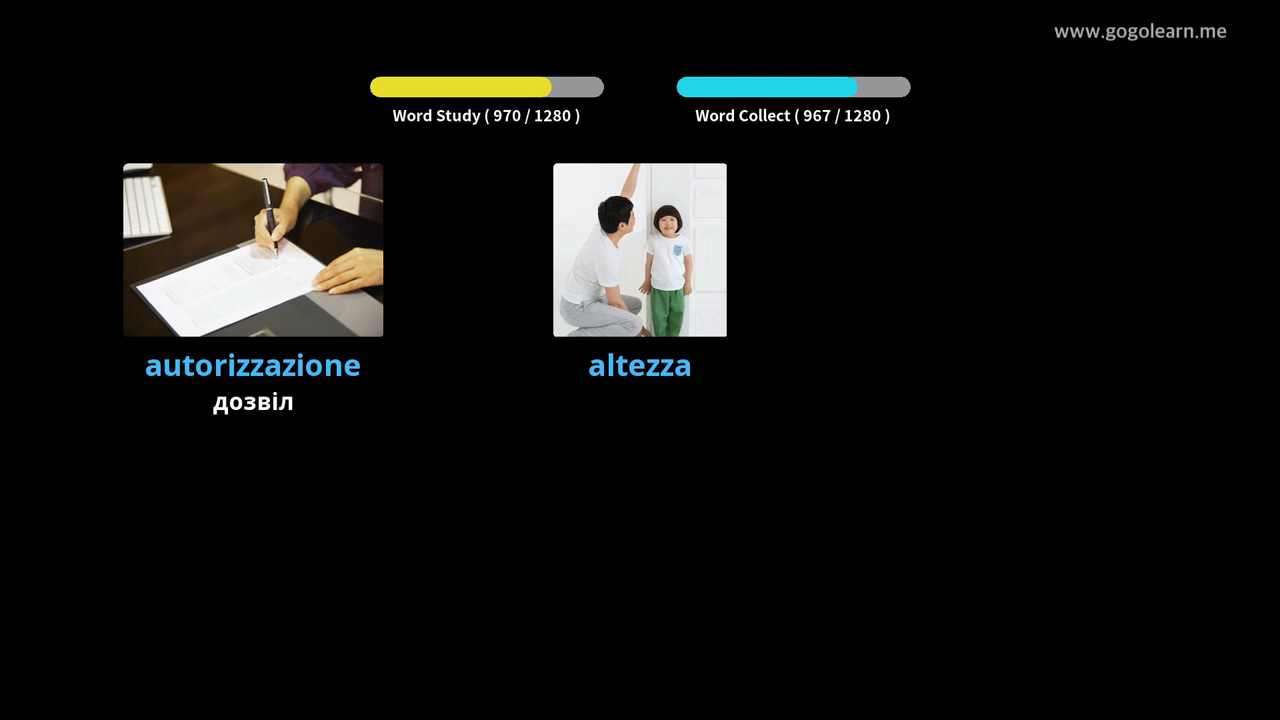 www.gogolearn.me
Word Study ( 970 / 1280 )
Word Collect ( 967 / 1280 )
autorizzazione
дозвіл
altezza